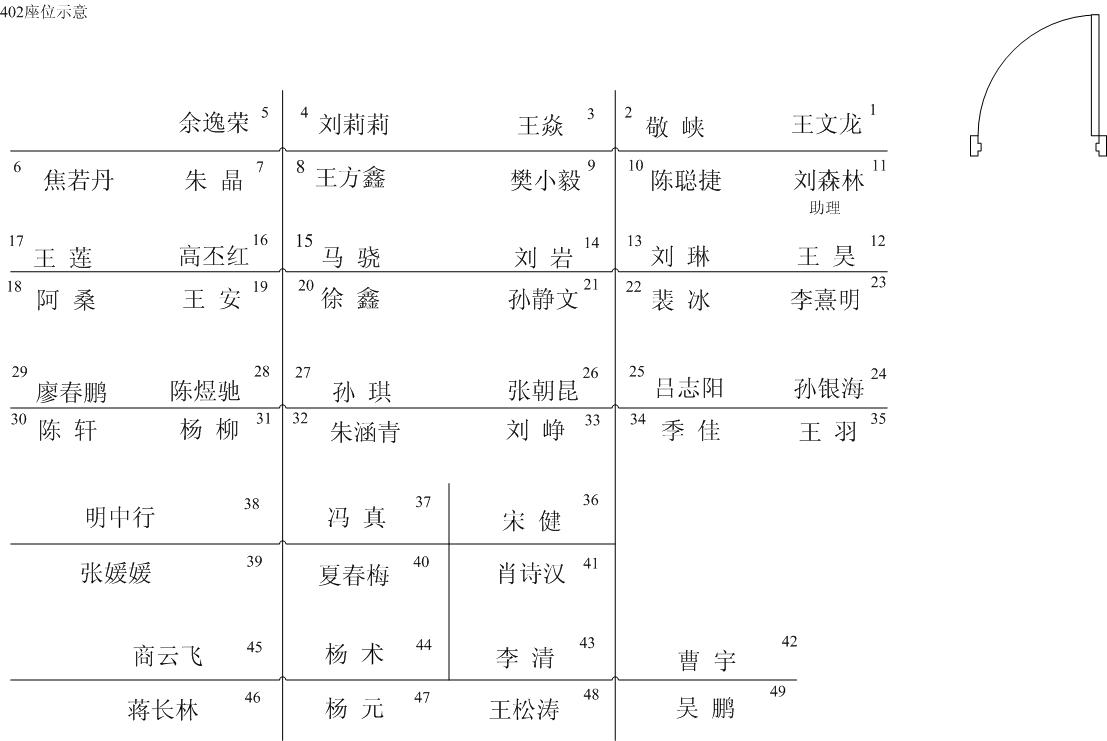 402座位示意
余逸荣 5 4 刘莉莉 王焱 3 2 敬 峡 王文龙 1
6 焦若丹 朱 晶 7 8 王方鑫 樊小毅 9 10 陈聪捷 刘森林 11
助理
17 王 莲 高丕红 16 15 马 骁 刘 岩 14 13 刘 琳 王 昊 12
18 阿 桑 王 安 19 20 徐 鑫 孙静文 21 22 裴 冰 李熹明 23
29 廖春鹏 陈煜驰 28 27 孙 琪 张朝昆 26 25 吕志阳 孙银海 24
30 陈 轩 杨 柳 31 32 朱涵青 刘 峥 33 34 季 佳 王 羽 35
明中行 38 冯 真 37 宋 健 36
张媛媛 39 夏春梅 40 肖诗汉 41
商云飞 45 杨 术 44 李 清 43 曹 宇 42
蒋长林 46 杨 元 47 王松涛 48 吴 鹏 49